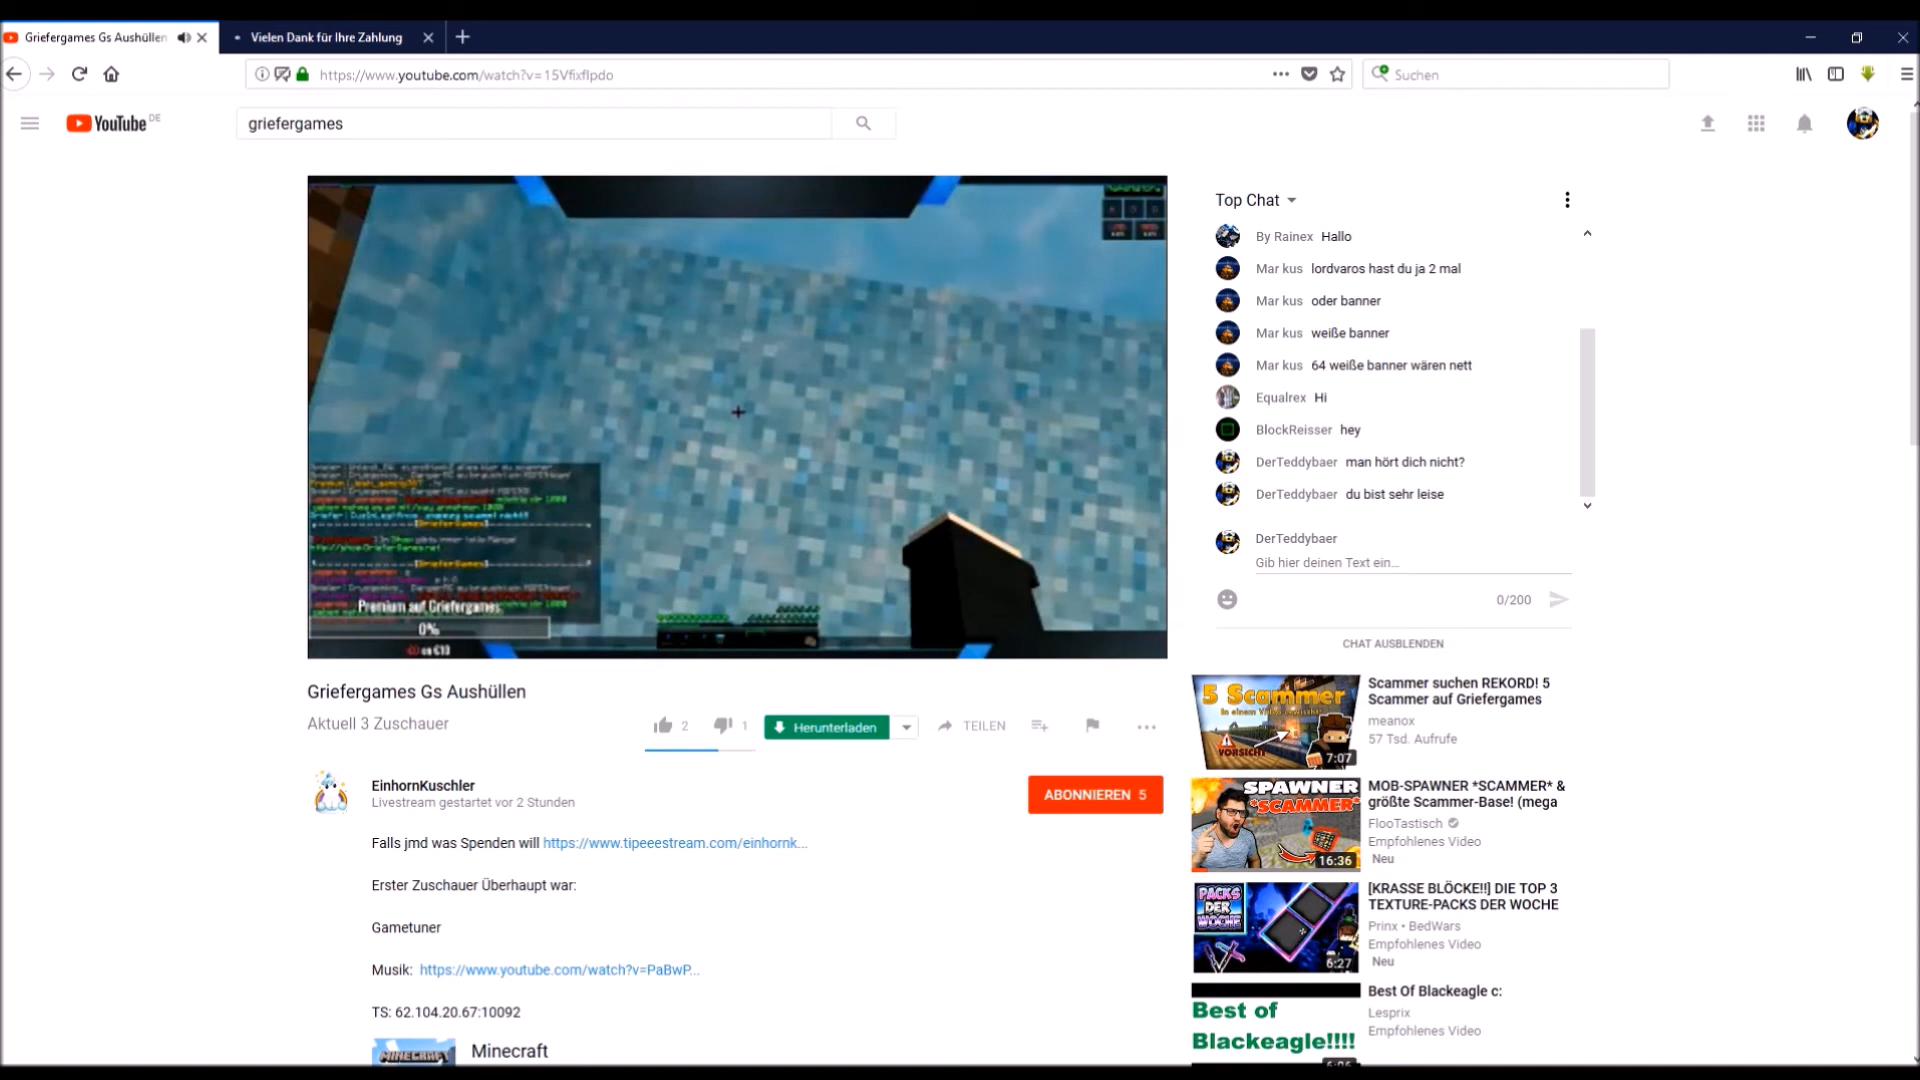 Griefergames Gs Aushüllen
Vielen Dank für Ihre Zahlung
https://www.youtube.com/watch?v=15Vfixflpdo
Suchen
YouTube DE
griefergames
Premium auf Griefergames
0%
Top Chat
By Rainex Hallo
Mar kus lordvaros hast du ja 2 mal
Mar kus oder banner
Mar kus weiße banner
Mar kus 64 weiße banner wären nett
Equalrex Hi
BlockReisser hey
DerTeddybaer man hört dich nicht?
DerTeddybaer du bist sehr leise
DerTeddybaer
Gib hier deinen Text ein...
0/200
CHAT AUSBLENDEN
Griefergames Gs Aushüllen
Aktuell 3 Zuschauer
2
1
Herunterladen
TEILEN
EinhornKuschler
Livestream gestartet vor 2 Stunden
ABONNIEREN 5
Falls jmd was Spenden will https://www.tipeeestream.com/einhornk...
Erster Zuschauer Überhaupt war:
Gametuner
Musik: https://www.youtube.com/watch?v=PaBwP...
TS: 62.104.20.67:10092
MINECRAFT
Minecraft
5 Scammer
VORSICHT
7:07
Scammer suchen REKORD! 5
Scammer auf Griefergames
meanox
57 Tsd. Aufrufe
SPAWNER
*SCAMMER*
16:36
MOB-SPAWNER *SCAMMER* &
größte Scammer-Base! (mega
FlooTastisch
Empfohlenes Video
Neu
PACKS
DER
WOCHE
6:27
[KRASSE BLÖCKE!!] DIE TOP 3
TEXTURE-PACKS DER WOCHE
Prinx • BedWars
Empfohlenes Video
Neu
Best of
Blackeagle!!!!
Best Of Blackeagle c:
Lesprix
Empfohlenes Video